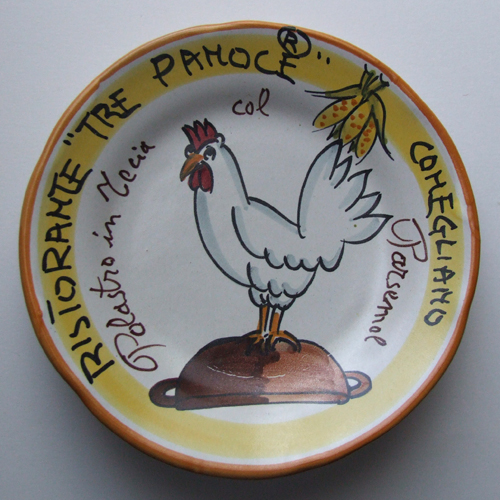 RISTORANTE "TRE PANOCE®"
CONEGLIANO
Polastro in Tecia
col
Parsemol